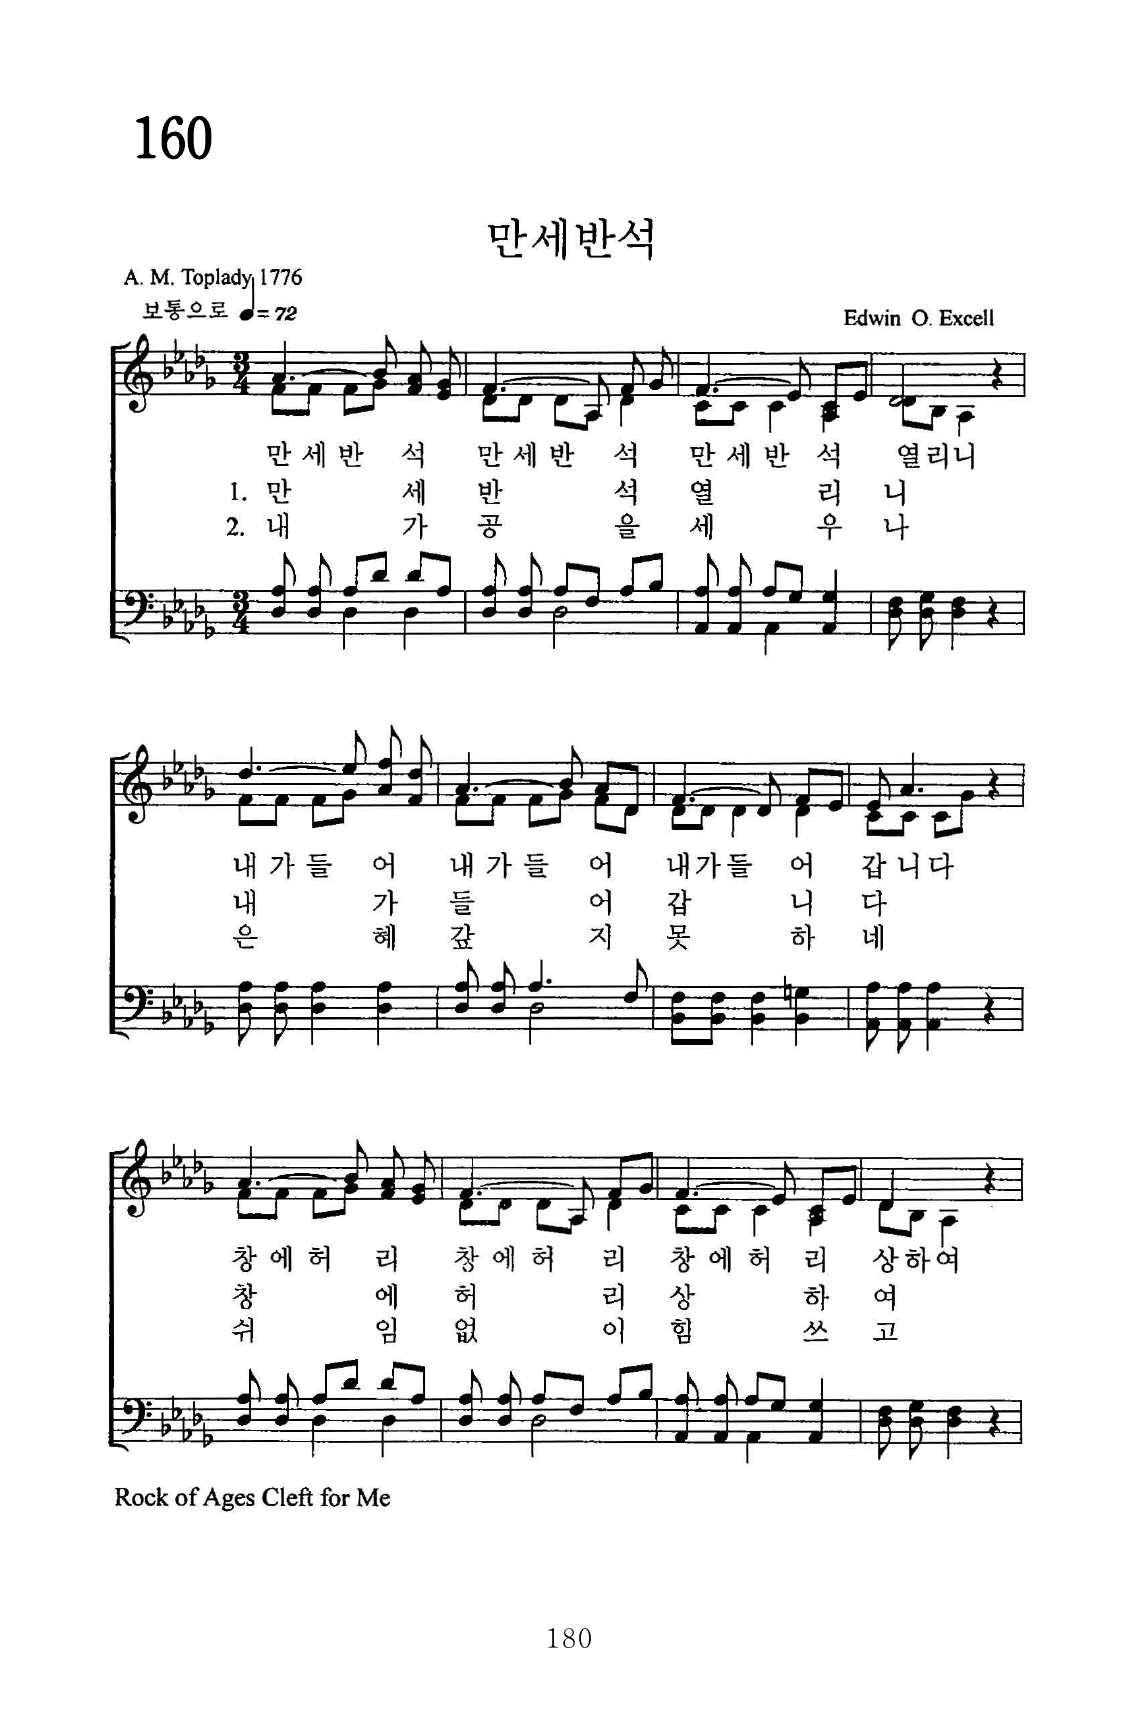 160
만세반석
A. M. Toplady 1776
보통으로 ♩= 72
Edwin O. Excell
만 세 반 석 만 세 반 석 만 세 반 석 열 리 니
1. 만 세 반 석 열 리 니
2. 내 가 공 을 세 우 나
내 가 들 어 내 가 들 어 내 가 들 어 갑 니 다
내 가 들 어 갑 니 다
은 혜 갚 지 못 하 네
창 에 허 리 창 에 허 리 창 에 허 리 상 하 여
창 에 허 리 상 하 여
쉬 임 없 이 힘 쓰 고
Rock of Ages Cleft for Me
180